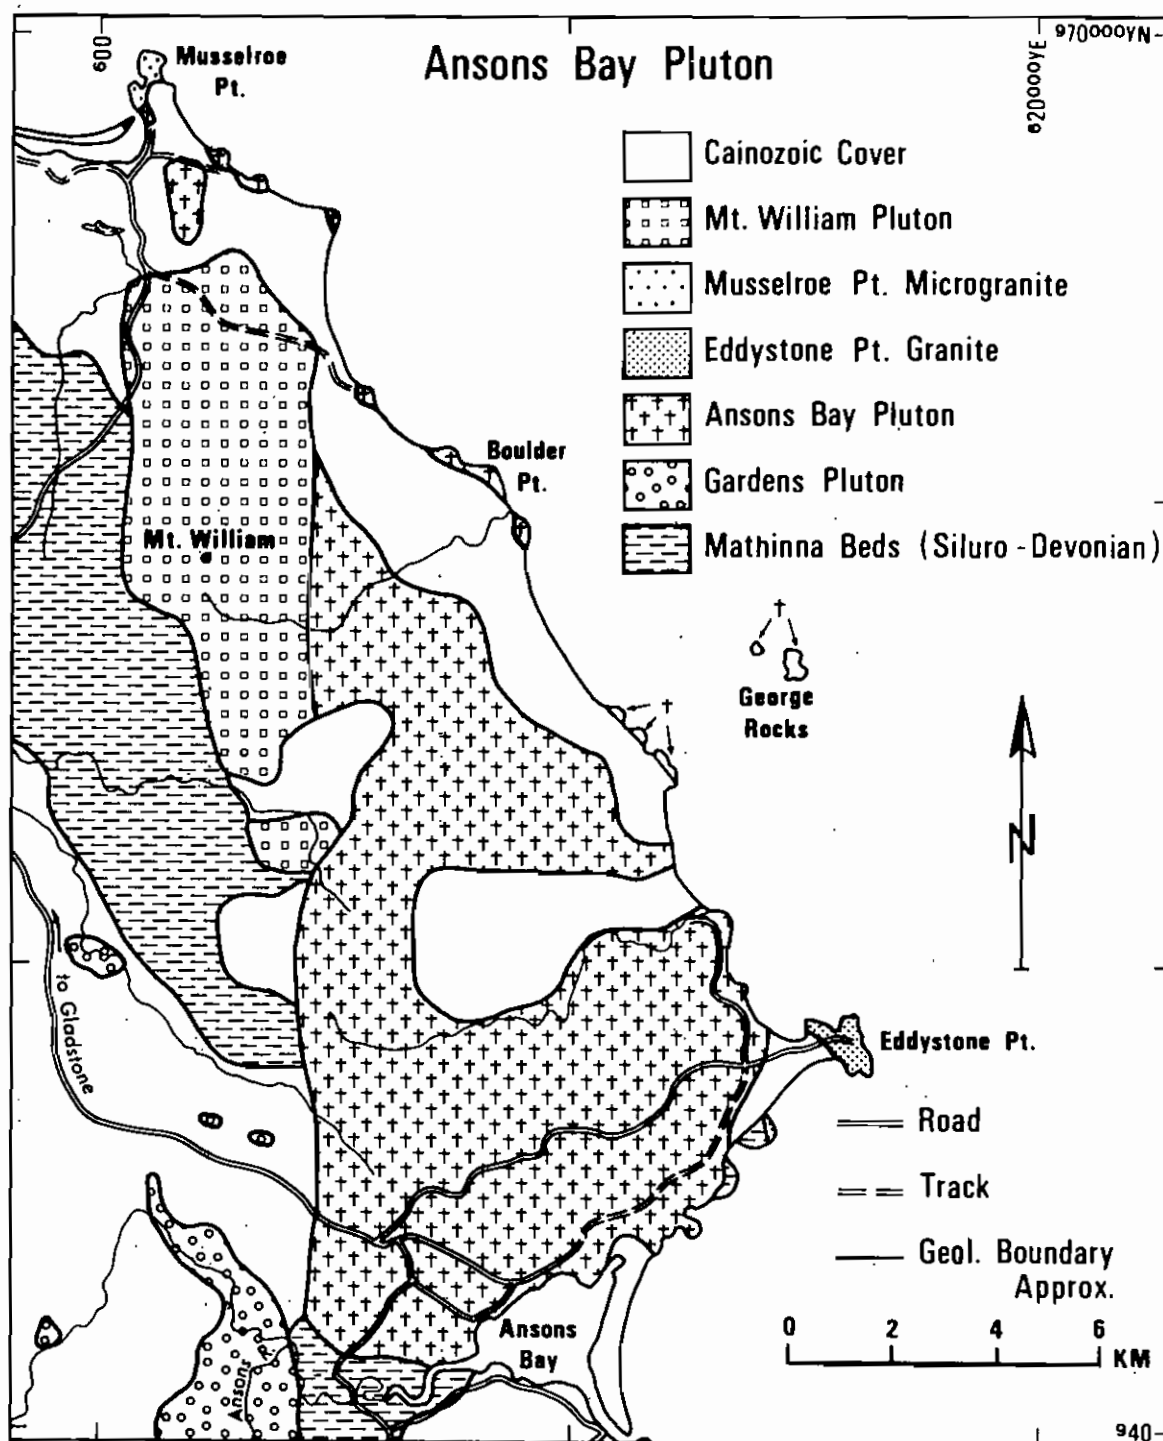 Ansons Bay Pluton
600
620000YE
970000YN
Musselroe
Pt.
Cainozoic Cover
Mt. William Pluton
Musselroe Pt. Microgranite
Eddystone Pt. Granite
Ansons Bay Pluton
Gardens Pluton
Mathinna Beds (Siluro-Devonian)
Boulder
Pt.
Mt. William
George
Rocks
N
to Gladstone
Eddystone Pt.
Road
Track
Geol. Boundary
Approx.
Ansons
Bay
Ansons R.
0 2 4 6
KM
940